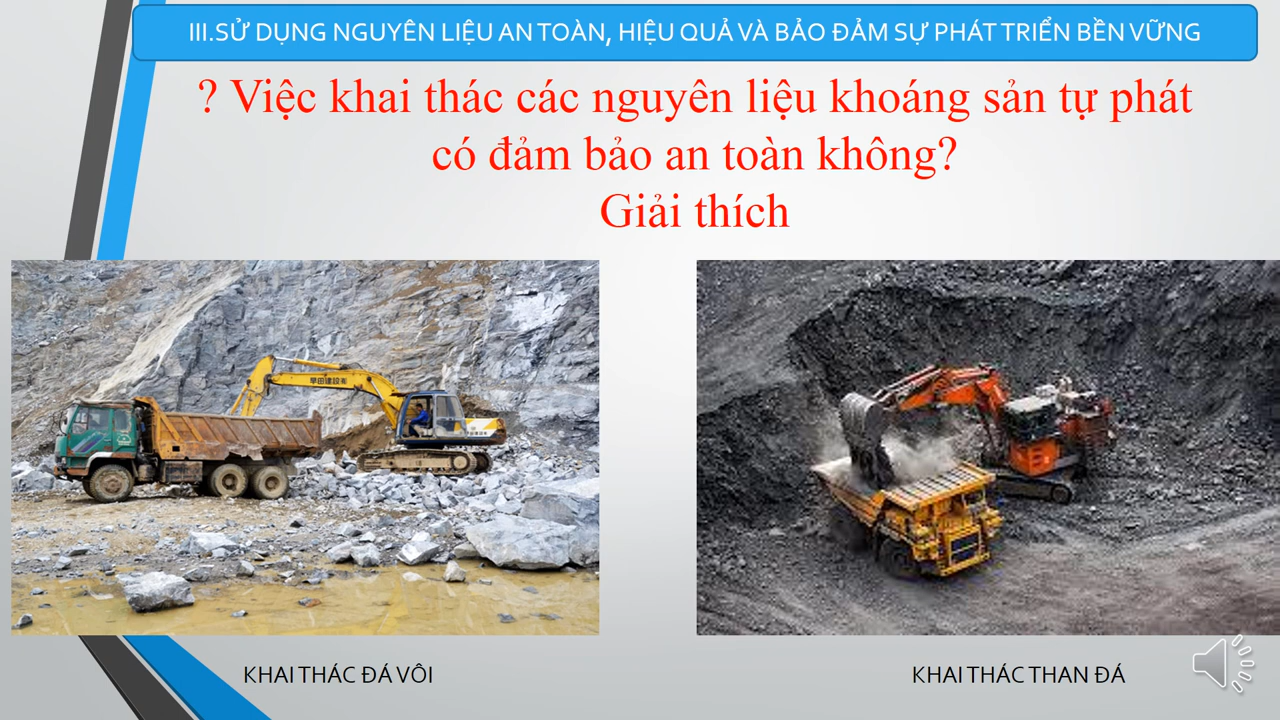 III.SỬ DỤNG NGUYÊN LIỆU AN TOÀN, HIỆU QUẢ VÀ BẢO ĐẢM SỰ PHÁT TRIỂN BỀN VỮNG
? Việc khai thác các nguyên liệu khoáng sản tự phát
có đảm bảo an toàn không?
Giải thích
KHAI THÁC ĐÁ VÔI
KHAI THÁC THAN ĐÁ